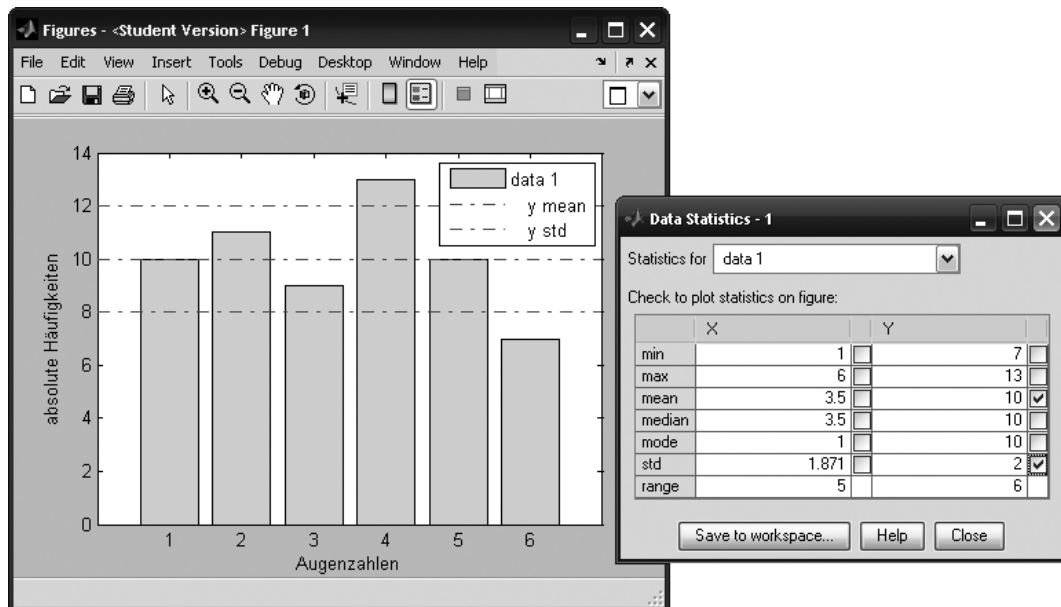 Figures - <Student Version> Figure 1
File Edit View Insert Tools Debug Desktop Window Help
14
12
10
8
6
4
2
0
absolute Häufigkeiten
data 1
y mean
y std
1 2 3 4 5 6
Augenzahlen
Data Statistics - 1
Statistics for data 1
Check to plot statistics on figure:
X Y
min 1 7
max 6 13
mean 3.5 10
median 3.5 10
mode 1 10
std 1.871 2
range 5 6
Save to workspace... Help Close